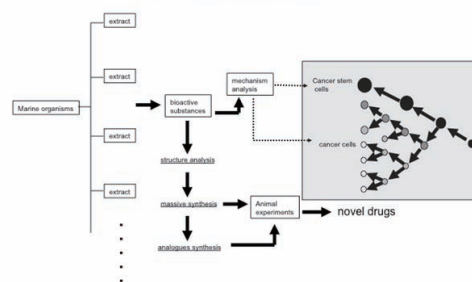 extract
extract
Marine organisms
extract
extract
bioactive
substances
mechanism
analysis
structure analysis
massive synthesis
analogues synthesis
Animal
experiments
novel drugs
Cancer stem
cells
cancer cells